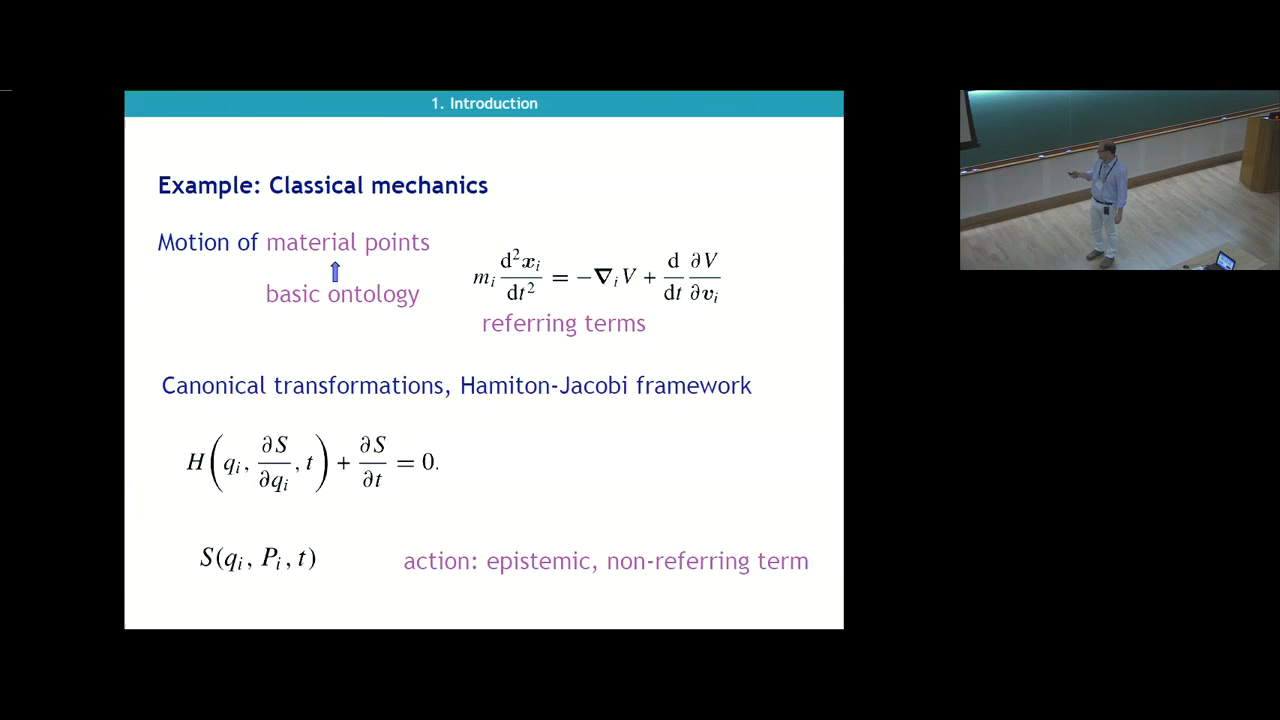 1. Introduction
Example: Classical mechanics
Motion of material points
basic ontology
m_i d²x_i/dt² = −∇_i V + d/dt ∂V/∂v_i
referring terms
Canonical transformations, Hamiton-Jacobi framework
H(q_i, ∂S/∂q_i, t) + ∂S/∂t = 0.
S(q_i, P_i, t)
action: epistemic, non-referring term